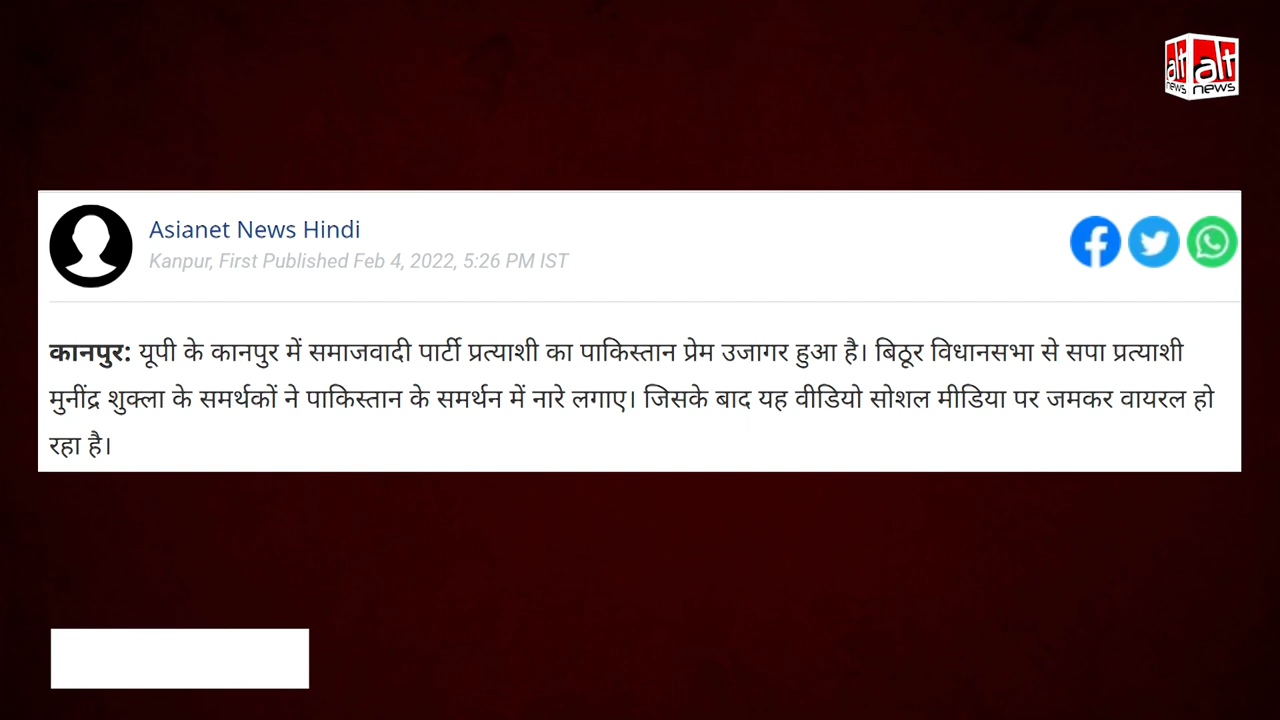 alt alt
news news
Asianet News Hindi
Kanpur, First Published Feb 4, 2022, 5:26 PM IST
कानपुर: यूपी के कानपुर में समाजवादी पार्टी प्रत्याशी का पाकिस्तान प्रेम उजागर हुआ है। बिठूर विधानसभा से सपा प्रत्याशी
मुनींद्र शुक्ला के समर्थकों ने पाकिस्तान के समर्थन में नारे लगाए। जिसके बाद यह वीडियो सोशल मीडिया पर जमकर वायरल हो
रहा है।